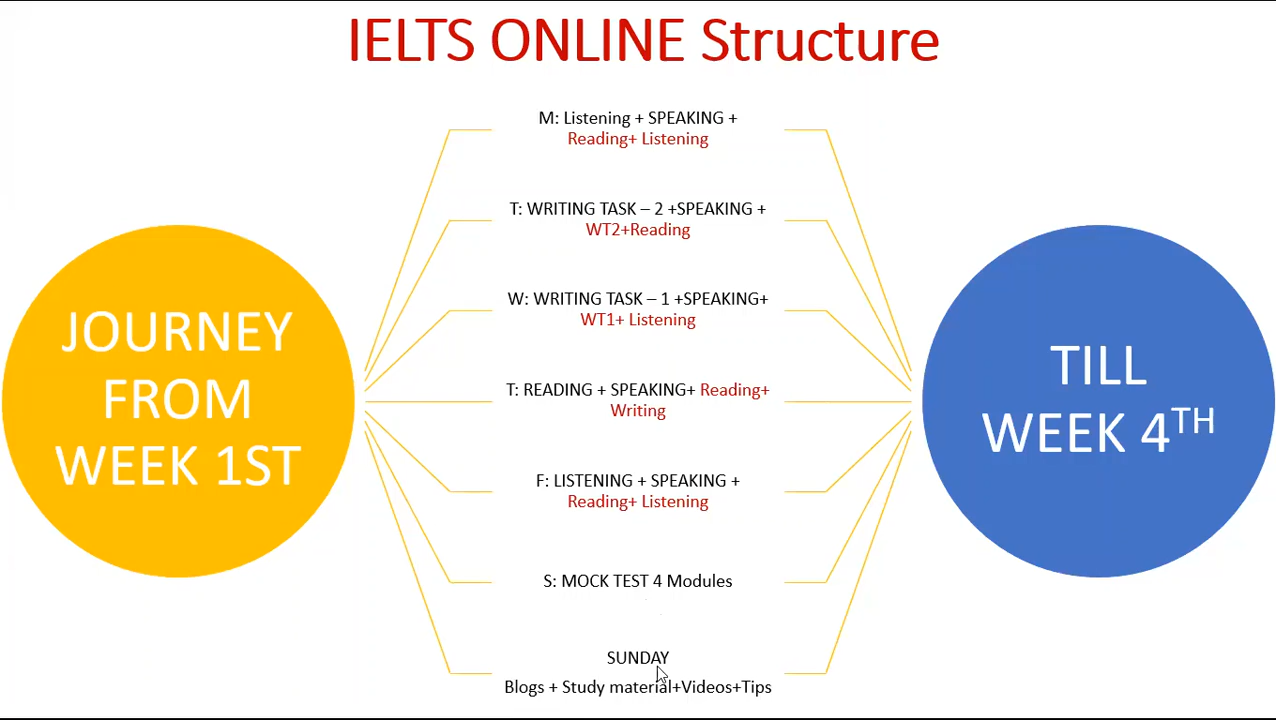 IELTS ONLINE Structure
JOURNEY
FROM
WEEK 1ST
M: Listening + SPEAKING +
Reading+ Listening
T: WRITING TASK – 2 +SPEAKING +
WT2+Reading
W: WRITING TASK – 1 +SPEAKING+
WT1+ Listening
T: READING + SPEAKING+ Reading+
Writing
F: LISTENING + SPEAKING +
Reading+ Listening
S: MOCK TEST 4 Modules
SUNDAY
Blogs + Study material+Videos+Tips
TILL
WEEK 4TH